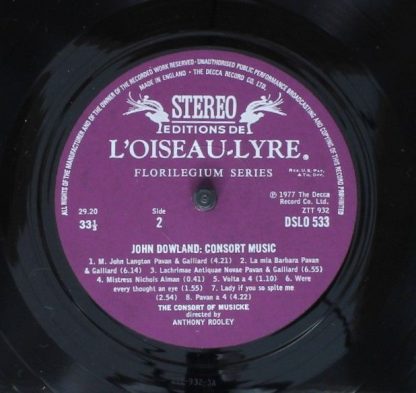 ALL RIGHTS OF THE MANUFACTURER AND OF THE OWNER OF THE RECORDED WORK RESERVED · UNAUTHORISED PUBLIC PERFORMANCE BROADCASTING AND COPYING OF THIS RECORD PROHIBITED
MADE IN ENGLAND · THE DECCA RECORD CO. LTD.
STEREO
EDITIONS DE
L'OISEAU-LYRE®
FLORILEGIUM SERIES
REG. U.S. PAT.
& TM. OFF.
29.20
33⅓
Side
2
℗ 1977 The Decca
Record Co. Ltd.
ZTT 932
DSLO 533
JOHN DOWLAND: CONSORT MUSIC
1. M. John Langton Pavan & Galliard (4.21) 2. La mia Barbara Pavan
& Galliard (6.14) 3. Lachrimae Antiquae Novae Pavan & Galliard (6.55)
4. Mistress Nichols Alman (0.41) 5. Volta a 4 (1.10) 6. Were
every thought an eye (1.55) 7. Lady if you so spite me
(2.54) 8. Pavan a 4 (4.22)
THE CONSORT OF MUSICKE
directed by
ANTHONY ROOLEY